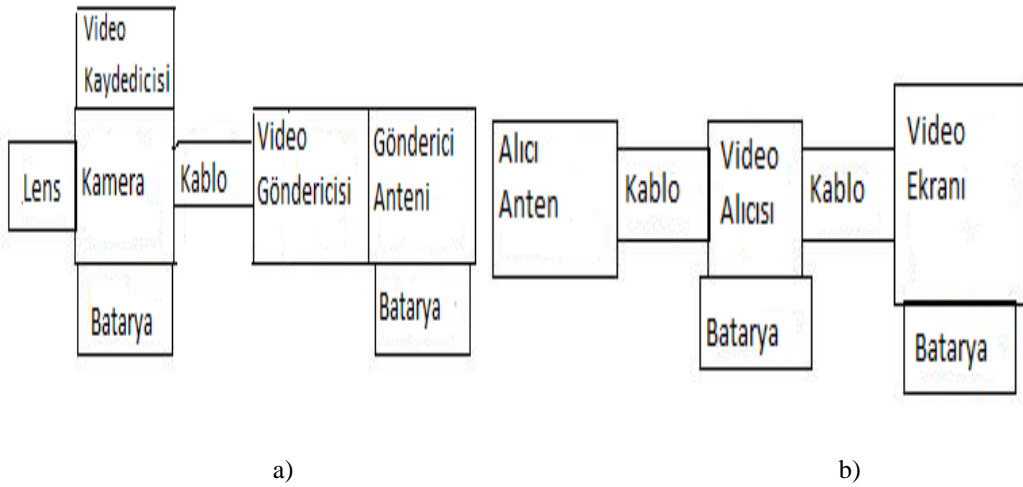 Video
Kaydedicisi
Lens
Kamera
Kablo
Video
Göndericisi
Gönderici
Anteni
Batarya
Batarya
Alıcı
Anten
Kablo
Video
Alıcısı
Kablo
Video
Ekranı
Batarya
Batarya
a)
b)